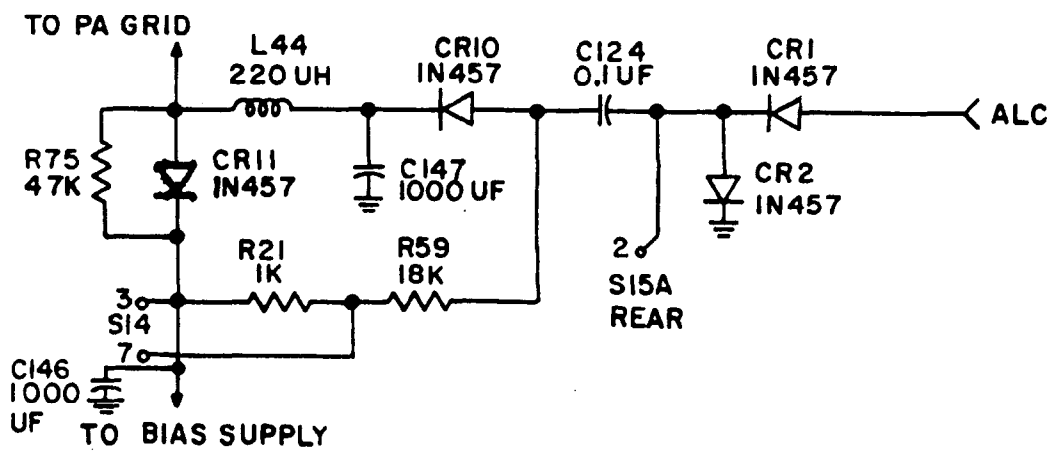 TO PA GRID
L44
220 UH
CR10
1N457
C124
0.1UF
CR1
1N457
ALC
R75
47K
CR11
1N457
C147
1000 UF
CR2
1N457
R21
1K
R59
18K
2
S15A
REAR
3
S14
7
C146
1000
UF
TO BIAS SUPPLY